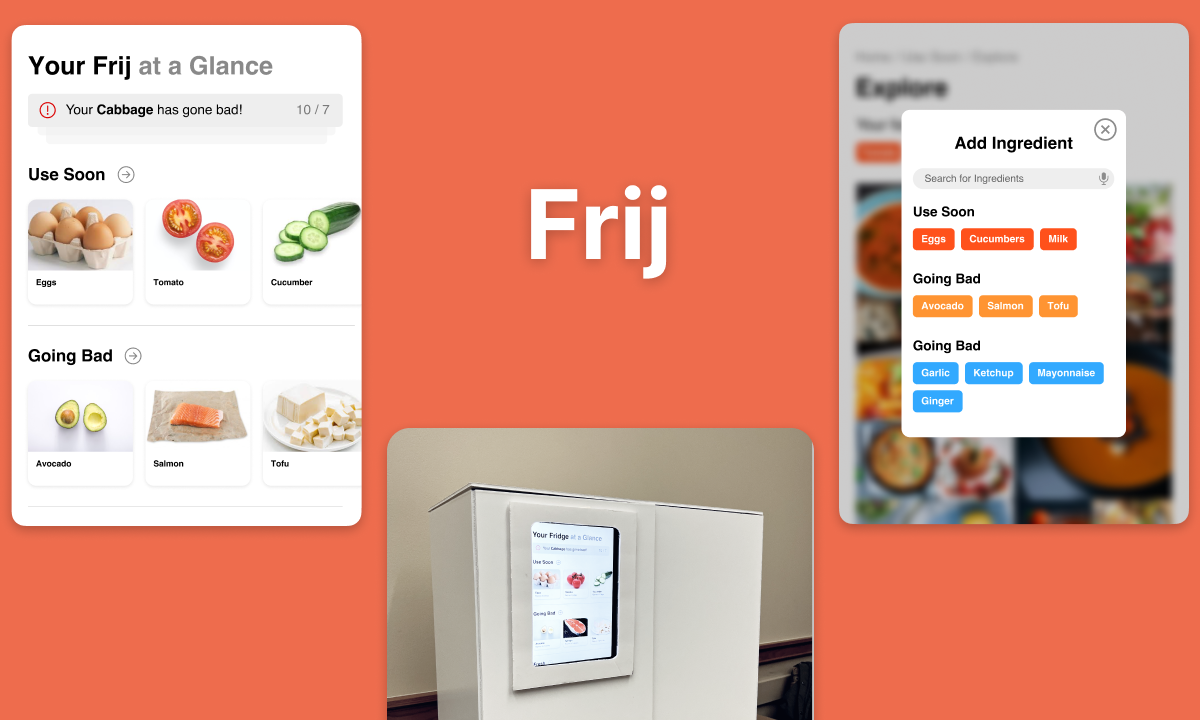 Your Frij at a Glance
Your Cabbage has gone bad!
10 / 7
Use Soon
Eggs
Tomato
Cucumber
Going Bad
Avocado
Salmon
Tofu
Frij
Your Fridge at a Glance
Use Soon
Going Bad
Explore
Add Ingredient
Search for Ingredients
Use Soon
Eggs
Cucumbers
Milk
Going Bad
Avocado
Salmon
Tofu
Going Bad
Garlic
Ketchup
Mayonnaise
Ginger